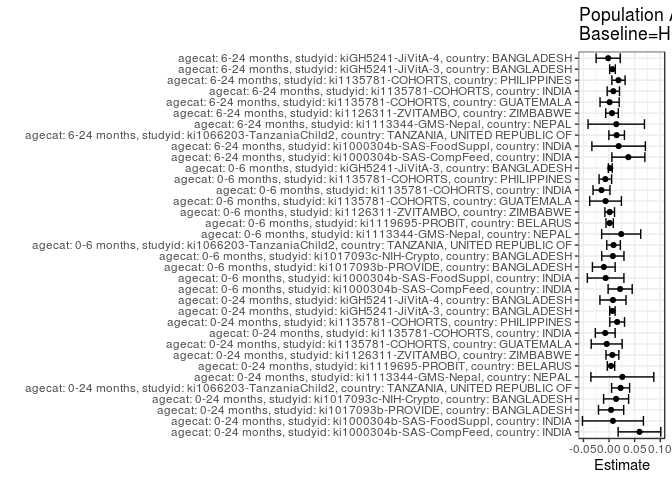 Population A
Baseline=H
agecat: 6-24 months, studyid: kiGH5241-JiVitA-4, country: BANGLADESH
agecat: 6-24 months, studyid: kiGH5241-JiVitA-3, country: BANGLADESH
agecat: 6-24 months, studyid: ki1135781-COHORTS, country: PHILIPPINES
agecat: 6-24 months, studyid: ki1135781-COHORTS, country: INDIA
agecat: 6-24 months, studyid: ki1135781-COHORTS, country: GUATEMALA
agecat: 6-24 months, studyid: ki1126311-ZVITAMBO, country: ZIMBABWE
agecat: 6-24 months, studyid: ki1113344-GMS-Nepal, country: NEPAL
agecat: 6-24 months, studyid: ki1066203-TanzaniaChild2, country: TANZANIA, UNITED REPUBLIC OF
agecat: 6-24 months, studyid: ki1000304b-SAS-FoodSuppl, country: INDIA
agecat: 6-24 months, studyid: ki1000304b-SAS-CompFeed, country: INDIA
agecat: 0-6 months, studyid: kiGH5241-JiVitA-3, country: BANGLADESH
agecat: 0-6 months, studyid: ki1135781-COHORTS, country: PHILIPPINES
agecat: 0-6 months, studyid: ki1135781-COHORTS, country: INDIA
agecat: 0-6 months, studyid: ki1135781-COHORTS, country: GUATEMALA
agecat: 0-6 months, studyid: ki1126311-ZVITAMBO, country: ZIMBABWE
agecat: 0-6 months, studyid: ki1119695-PROBIT, country: BELARUS
agecat: 0-6 months, studyid: ki1113344-GMS-Nepal, country: NEPAL
agecat: 0-6 months, studyid: ki1066203-TanzaniaChild2, country: TANZANIA, UNITED REPUBLIC OF
agecat: 0-6 months, studyid: ki1017093c-NIH-Crypto, country: BANGLADESH
agecat: 0-6 months, studyid: ki1017093b-PROVIDE, country: BANGLADESH
agecat: 0-6 months, studyid: ki1000304b-SAS-FoodSuppl, country: INDIA
agecat: 0-6 months, studyid: ki1000304b-SAS-CompFeed, country: INDIA
agecat: 0-24 months, studyid: kiGH5241-JiVitA-4, country: BANGLADESH
agecat: 0-24 months, studyid: kiGH5241-JiVitA-3, country: BANGLADESH
agecat: 0-24 months, studyid: ki1135781-COHORTS, country: PHILIPPINES
agecat: 0-24 months, studyid: ki1135781-COHORTS, country: INDIA
agecat: 0-24 months, studyid: ki1135781-COHORTS, country: GUATEMALA
agecat: 0-24 months, studyid: ki1126311-ZVITAMBO, country: ZIMBABWE
agecat: 0-24 months, studyid: ki1119695-PROBIT, country: BELARUS
agecat: 0-24 months, studyid: ki1113344-GMS-Nepal, country: NEPAL
agecat: 0-24 months, studyid: ki1066203-TanzaniaChild2, country: TANZANIA, UNITED REPUBLIC OF
agecat: 0-24 months, studyid: ki1017093c-NIH-Crypto, country: BANGLADESH
agecat: 0-24 months, studyid: ki1017093b-PROVIDE, country: BANGLADESH
agecat: 0-24 months, studyid: ki1000304b-SAS-FoodSuppl, country: INDIA
agecat: 0-24 months, studyid: ki1000304b-SAS-CompFeed, country: INDIA
-0.05 0.00 0.05 0.10
Estimate